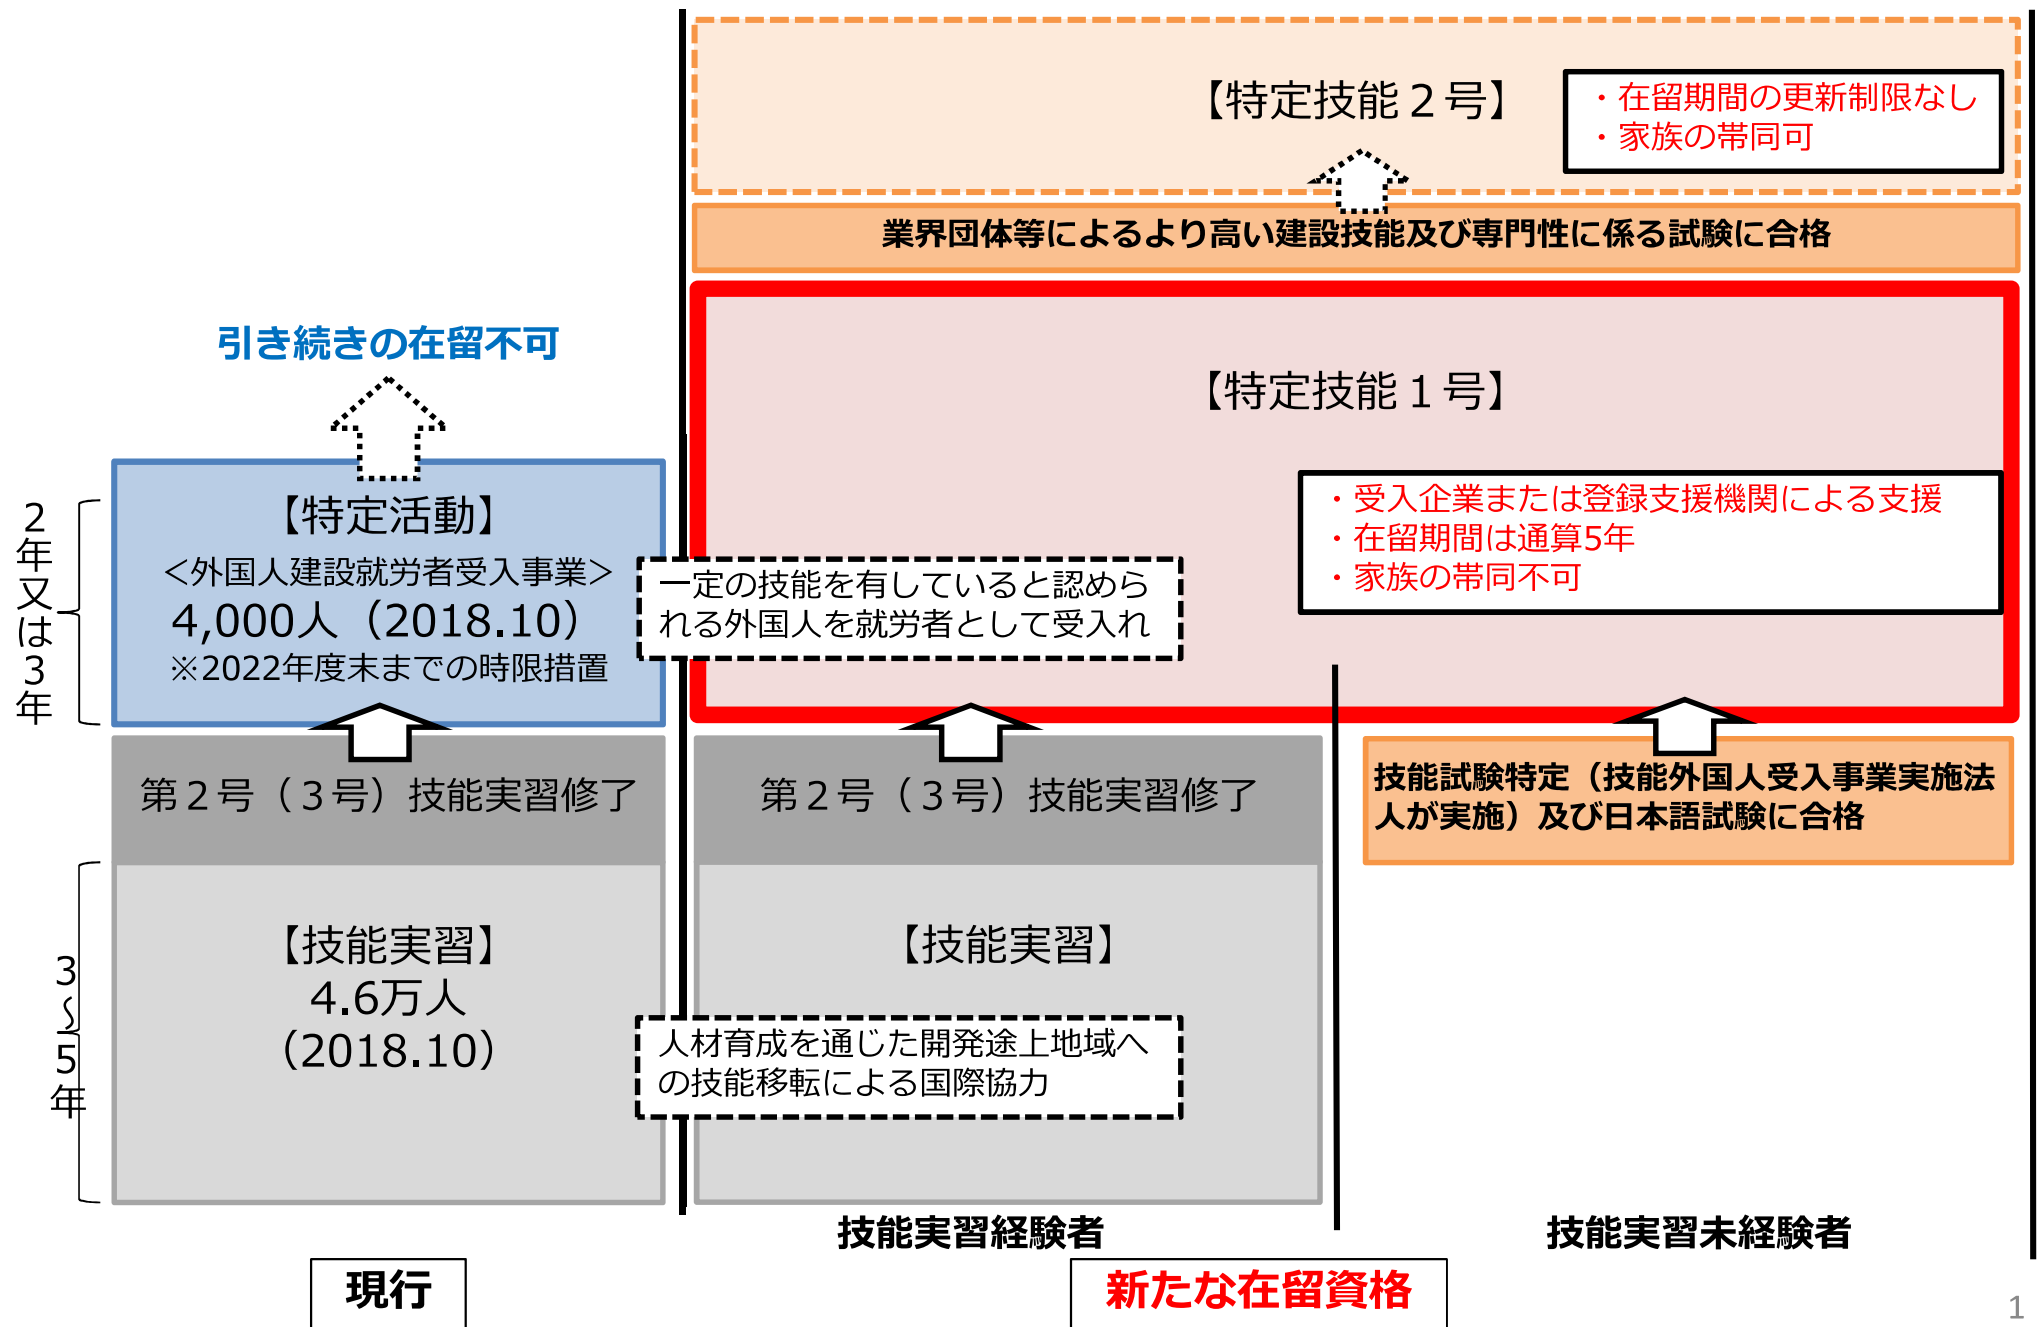 【特定技能２号】
・在留期間の更新制限なし
・家族の帯同可
業界団体等によるより高い建設技能及び専門性に係る試験に合格
引き続きの在留不可
【特定技能１号】
・受入企業または登録支援機関による支援
・在留期間は通算5年
・家族の帯同不可
２年又は３年
【特定活動】
＜外国人建設就労者受入事業＞
4,000人（2018.10）
※2022年度末までの時限措置
一定の技能を有していると認めら
れる外国人を就労者として受入れ
第２号（３号）技能実習修了
第２号（３号）技能実習修了
技能試験特定（技能外国人受入事業実施法
人が実施）及び日本語試験に合格
３～５年
【技能実習】
4.6万人
（2018.10）
【技能実習】
人材育成を通じた開発途上地域へ
の技能移転による国際協力
技能実習経験者
技能実習未経験者
現行
新たな在留資格
1